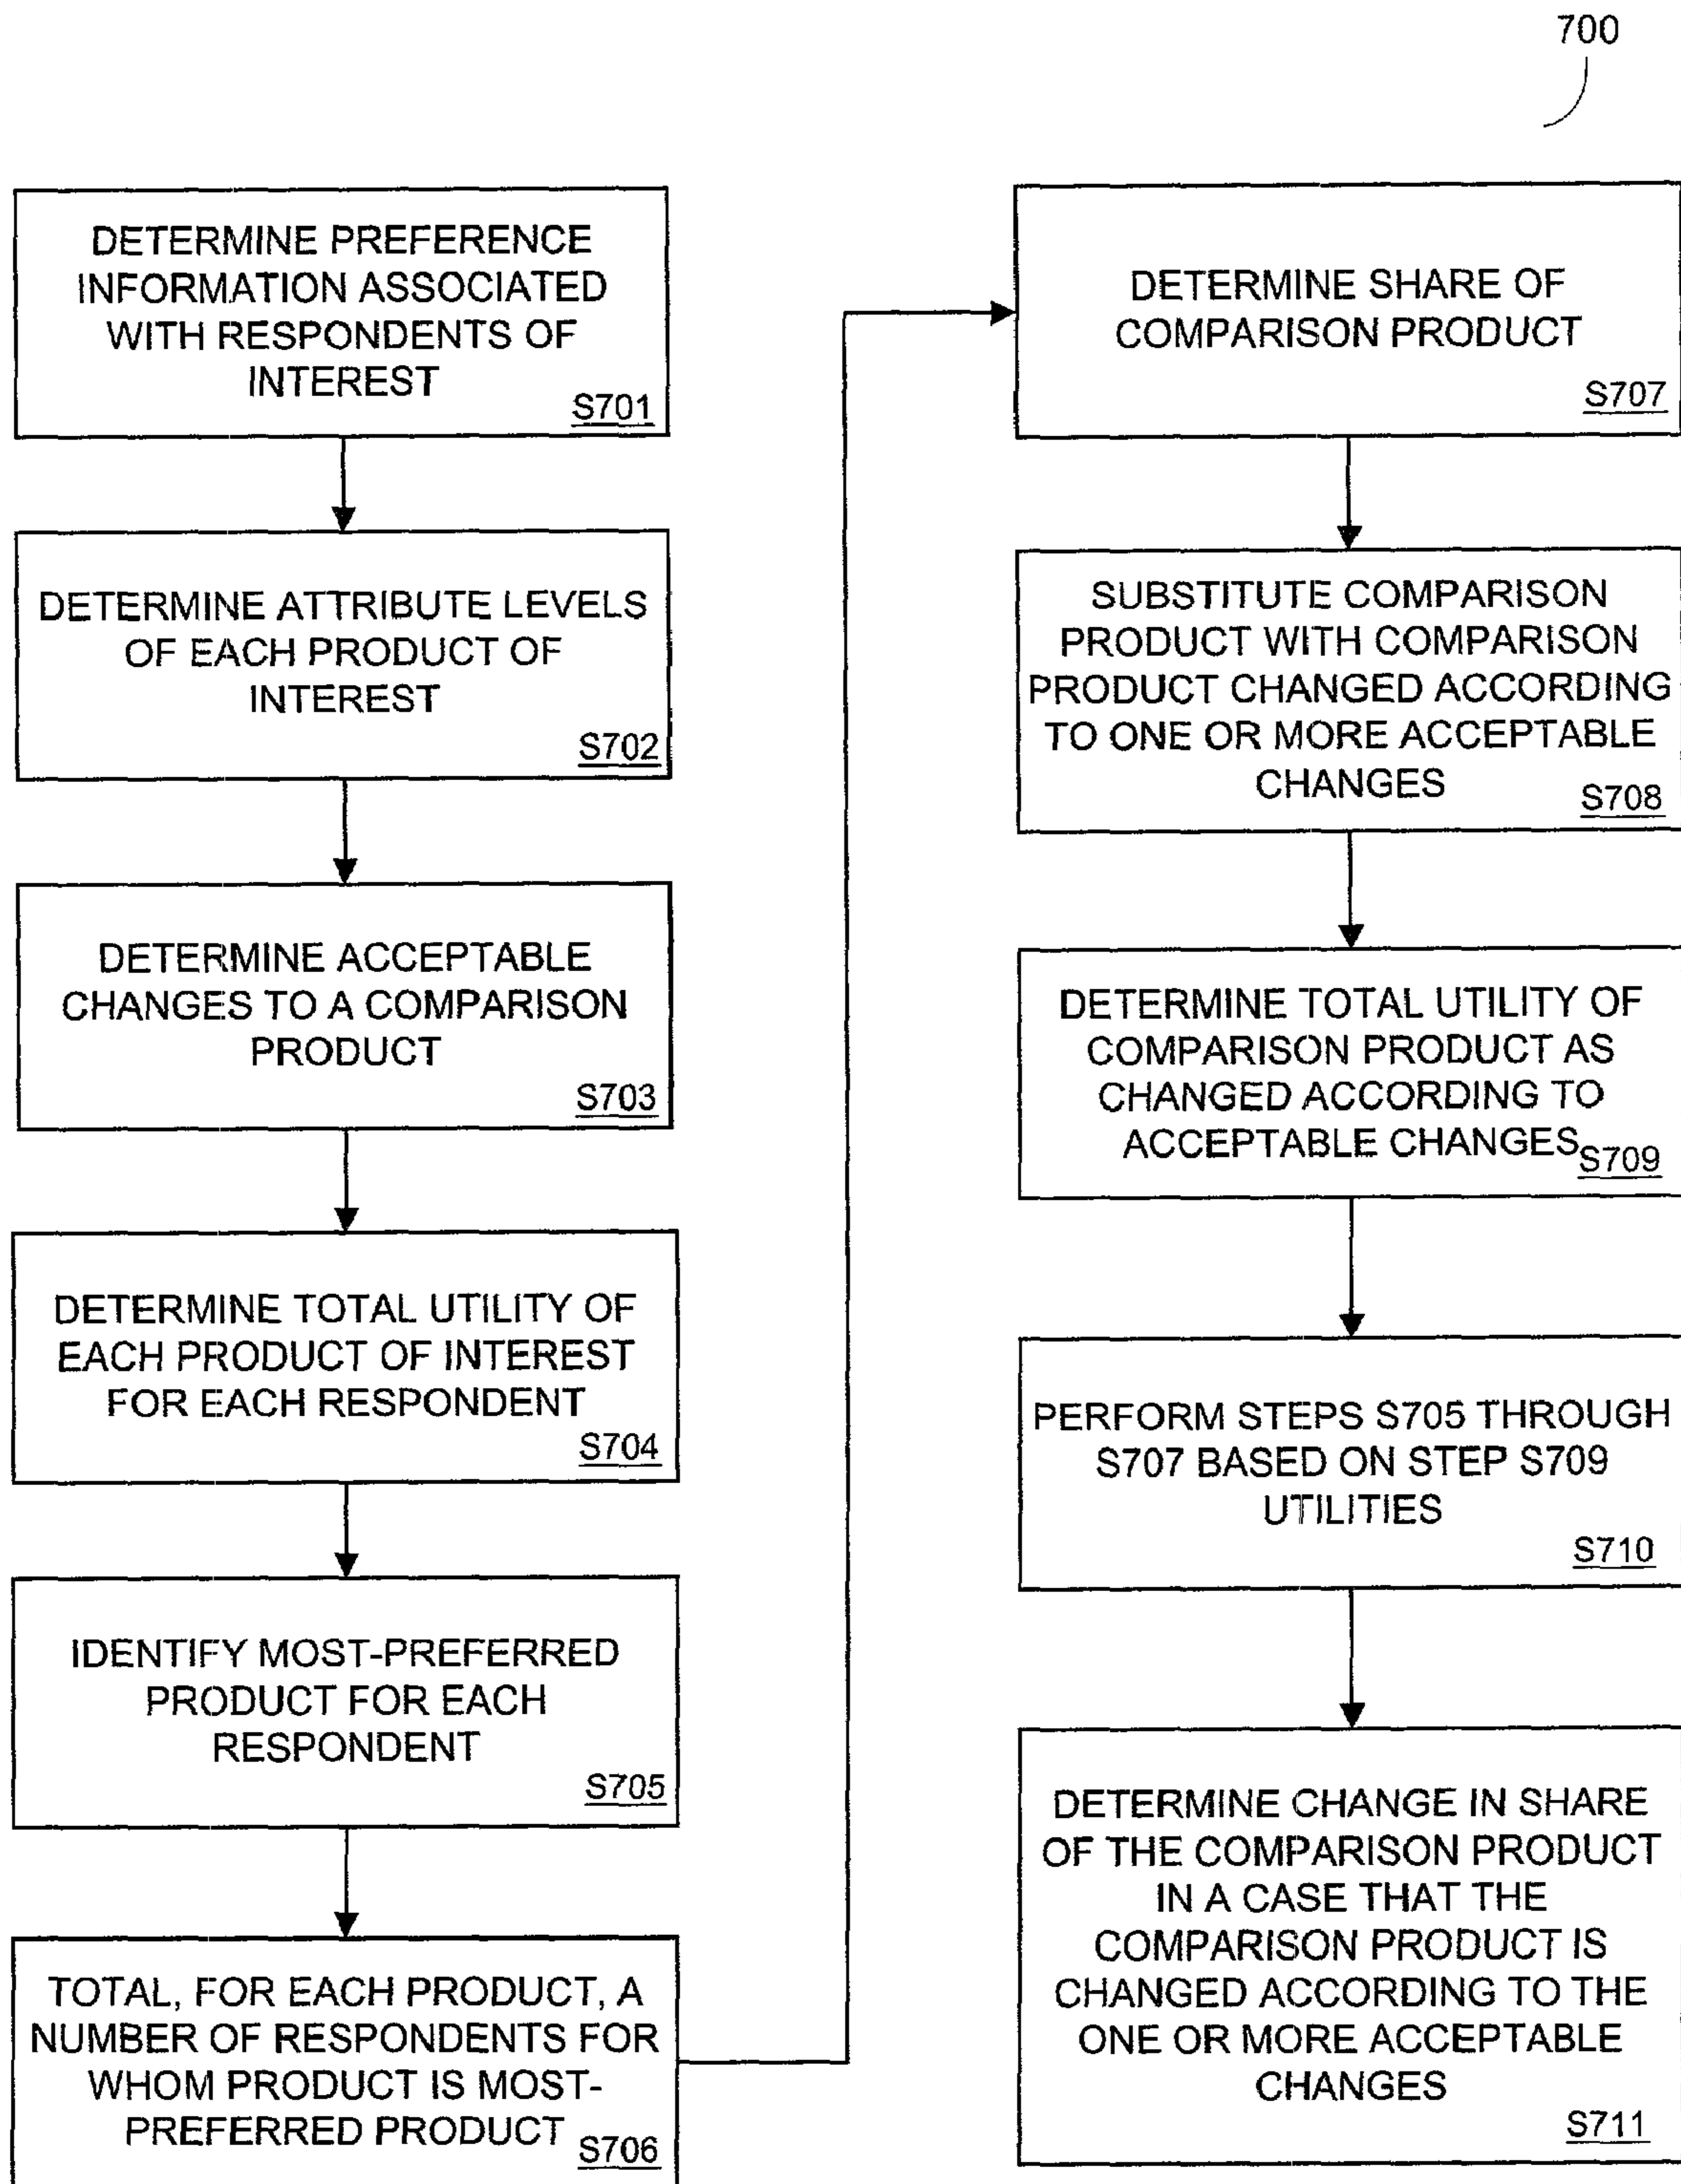 700
DETERMINE PREFERENCE
INFORMATION ASSOCIATED
WITH RESPONDENTS OF
INTEREST
S701
DETERMINE ATTRIBUTE LEVELS
OF EACH PRODUCT OF
INTEREST
S702
DETERMINE ACCEPTABLE
CHANGES TO A COMPARISON
PRODUCT
S703
DETERMINE TOTAL UTILITY OF
EACH PRODUCT OF INTEREST
FOR EACH RESPONDENT
S704
IDENTIFY MOST-PREFERRED
PRODUCT FOR EACH
RESPONDENT
S705
TOTAL, FOR EACH PRODUCT, A
NUMBER OF RESPONDENTS FOR
WHOM PRODUCT IS MOST-
PREFERRED PRODUCT
S706
DETERMINE SHARE OF
COMPARISON PRODUCT
S707
SUBSTITUTE COMPARISON
PRODUCT WITH COMPARISON
PRODUCT CHANGED ACCORDING
TO ONE OR MORE ACCEPTABLE
CHANGES
S708
DETERMINE TOTAL UTILITY OF
COMPARISON PRODUCT AS
CHANGED ACCORDING TO
ACCEPTABLE CHANGES
S709
PERFORM STEPS S705 THROUGH
S707 BASED ON STEP S709
UTILITIES
S710
DETERMINE CHANGE IN SHARE
OF THE COMPARISON PRODUCT
IN A CASE THAT THE
COMPARISON PRODUCT IS
CHANGED ACCORDING TO THE
ONE OR MORE ACCEPTABLE
CHANGES
S711